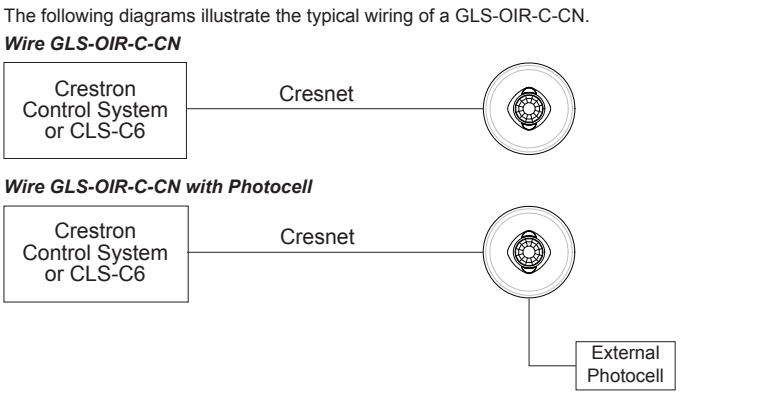 The following diagrams illustrate the typical wiring of a GLS-OIR-C-CN.
Wire GLS-OIR-C-CN
Crestron
Control System
or CLS-C6
Cresnet
Wire GLS-OIR-C-CN with Photocell
Crestron
Control System
or CLS-C6
Cresnet
External
Photocell